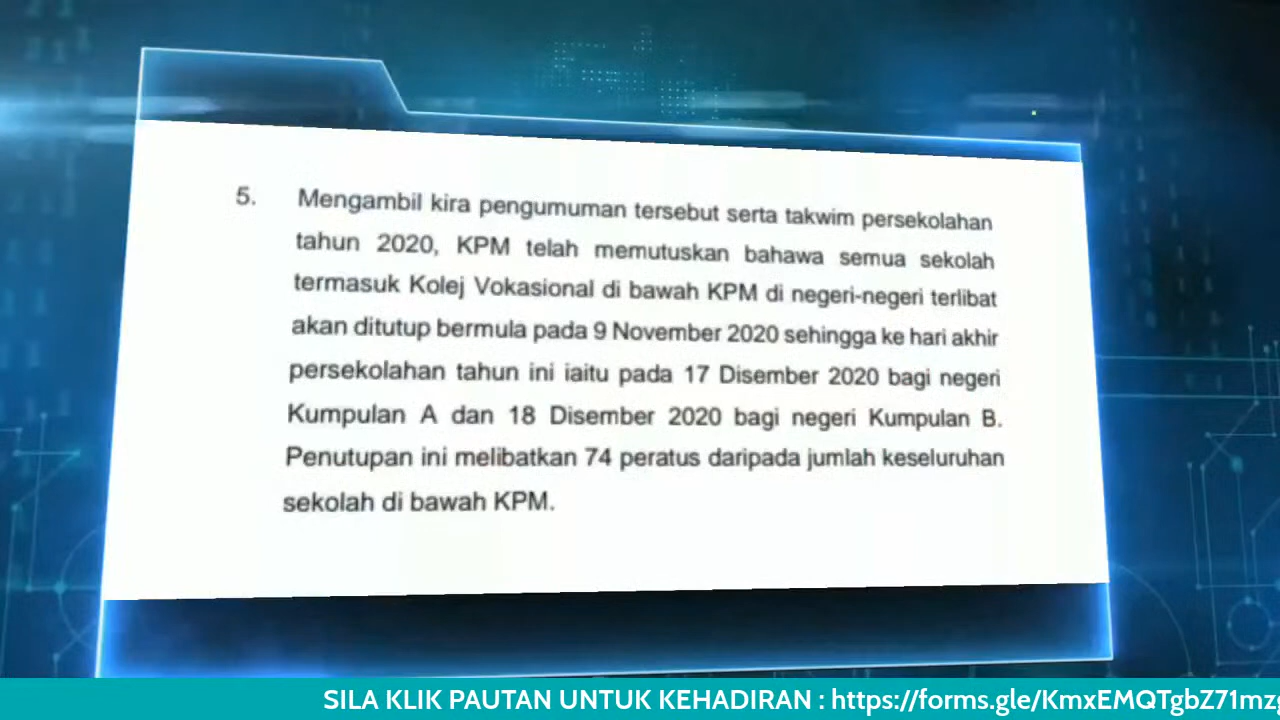 5. Mengambil kira pengumuman tersebut serta takwim persekolahan
tahun 2020, KPM telah memutuskan bahawa semua sekolah
termasuk Kolej Vokasional di bawah KPM di negeri-negeri terlibat
akan ditutup bermula pada 9 November 2020 sehingga ke hari akhir
persekolahan tahun ini iaitu pada 17 Disember 2020 bagi negeri
Kumpulan A dan 18 Disember 2020 bagi negeri Kumpulan B.
Penutupan ini melibatkan 74 peratus daripada jumlah keseluruhan
sekolah di bawah KPM.
SILA KLIK PAUTAN UNTUK KEHADIRAN : https://forms.gle/KmxEMQTgbZ71mz